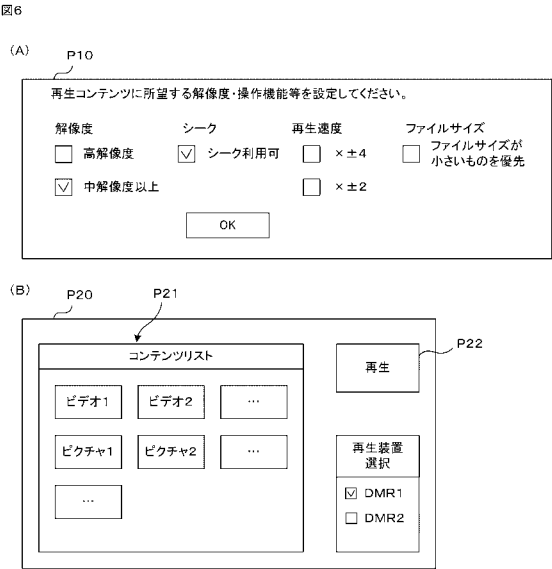 図6
(A)
P10
再生コンテンツに所望する解像度・操作機能等を設定してください。
解像度 シーク 再生速度 ファイルサイズ
高解像度 シーク利用可 ×±4 ファイルサイズが
小さいものを優先
中解像度以上 ×±2
OK
(B)
P20 P21
コンテンツリスト
P22
再生
ビデオ1 ビデオ2 …
ピクチャ1 ピクチャ2 …
再生装置
選択
… DMR1
DMR2